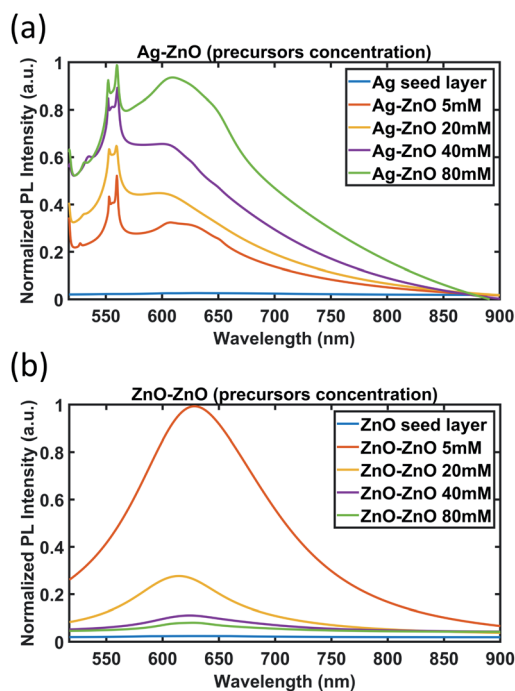 (a)
Ag-ZnO (precursors concentration)
Normalized PL Intensity (a.u.)
1
0.8
0.6
0.4
0.2
0
Ag seed layer
Ag-ZnO 5mM
Ag-ZnO 20mM
Ag-ZnO 40mM
Ag-ZnO 80mM
550 600 650 700 750 800 850 900
Wavelength (nm)
(b)
ZnO-ZnO (precursors concentration)
Normalized PL Intensity (a.u.)
1
0.8
0.6
0.4
0.2
0
ZnO seed layer
ZnO-ZnO 5mM
ZnO-ZnO 20mM
ZnO-ZnO 40mM
ZnO-ZnO 80mM
550 600 650 700 750 800 850 900
Wavelength (nm)